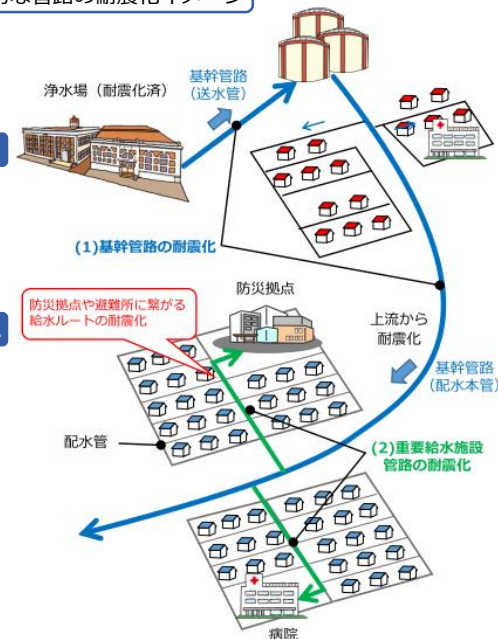 な管路の耐震化イメージ
浄水場（耐震化済）
基幹管路
（送水管）
(1)基幹管路の耐震化
防災拠点
防災拠点や避難所に繋がる
給水ルートの耐震化
上流から
耐震化
基幹管路
（配水本管）
配水管
(2)重要給水施設
管路の耐震化
病院